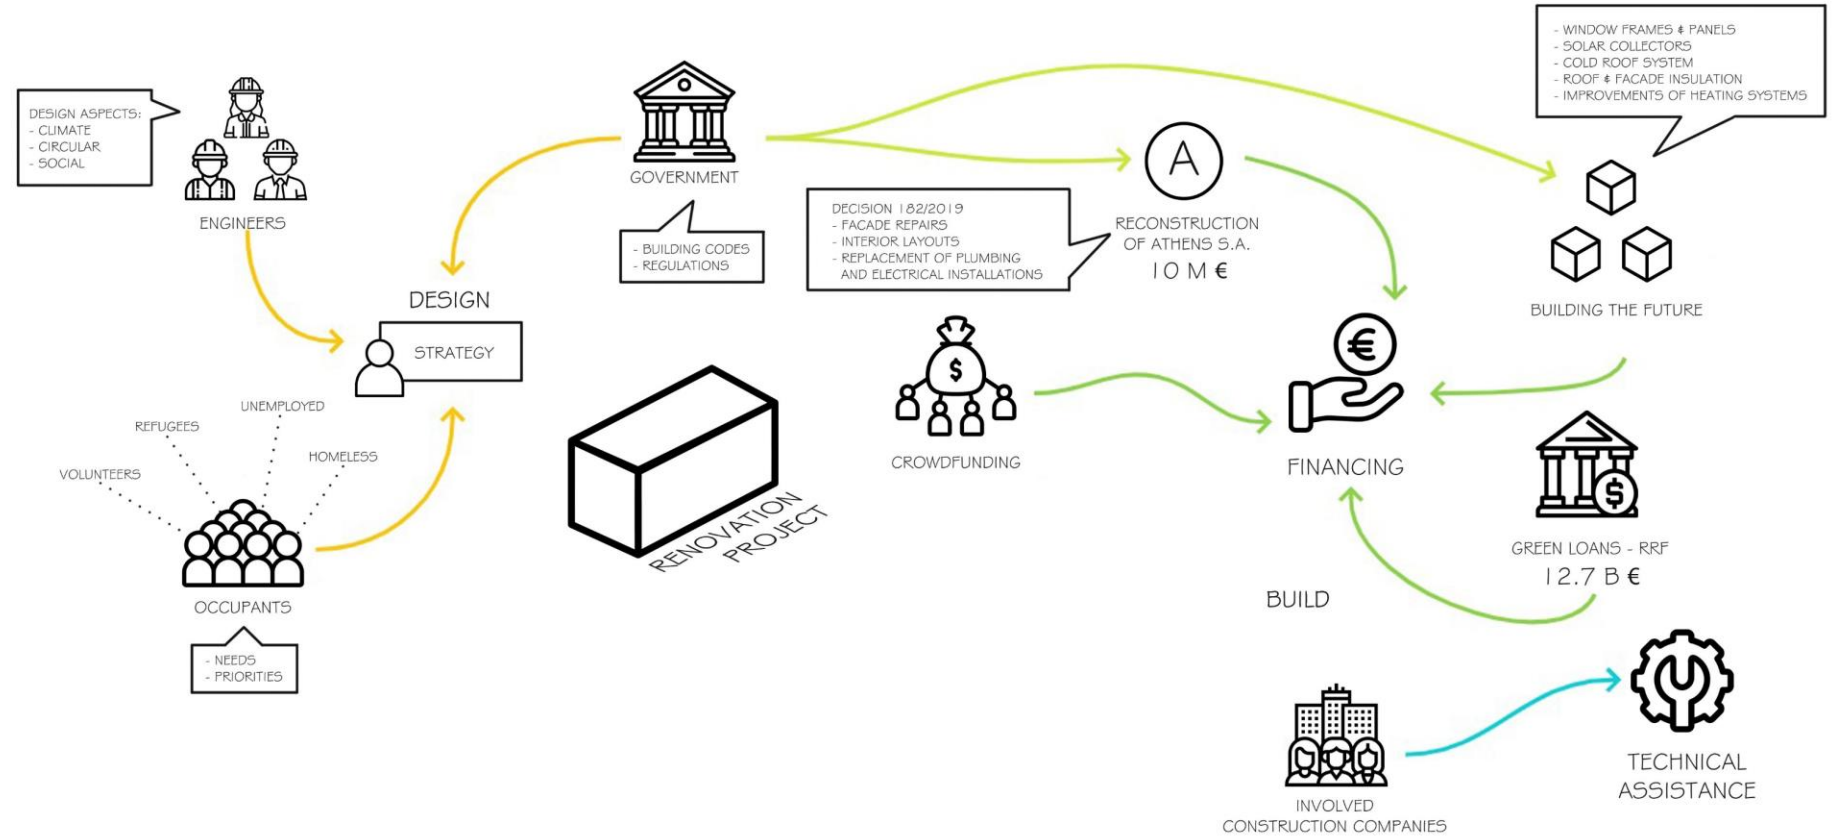 DESIGN ASPECTS:
- CLIMATE
- CIRCULAR
- SOCIAL
ENGINEERS
GOVERNMENT
- BUILDING CODES
- REGULATIONS
DESIGN
STRATEGY
UNEMPLOYED
REFUGEES
HOMELESS
VOLUNTEERS
OCCUPANTS
- NEEDS
- PRIORITIES
RENOVATION
PROJECT
DECISION 182/2019
- FACADE REPAIRS
- INTERIOR LAYOUTS
- REPLACEMENT OF PLUMBING
AND ELECTRICAL INSTALLATIONS
A
RECONSTRUCTION
OF ATHENS S.A.
10 M €
- WINDOW FRAMES & PANELS
- SOLAR COLLECTORS
- COLD ROOF SYSTEM
- ROOF & FACADE INSULATION
- IMPROVEMENTS OF HEATING SYSTEMS
BUILDING THE FUTURE
$
CROWDFUNDING
€
FINANCING
$
GREEN LOANS - RRF
12.7 B €
BUILD
INVOLVED
CONSTRUCTION COMPANIES
TECHNICAL
ASSISTANCE